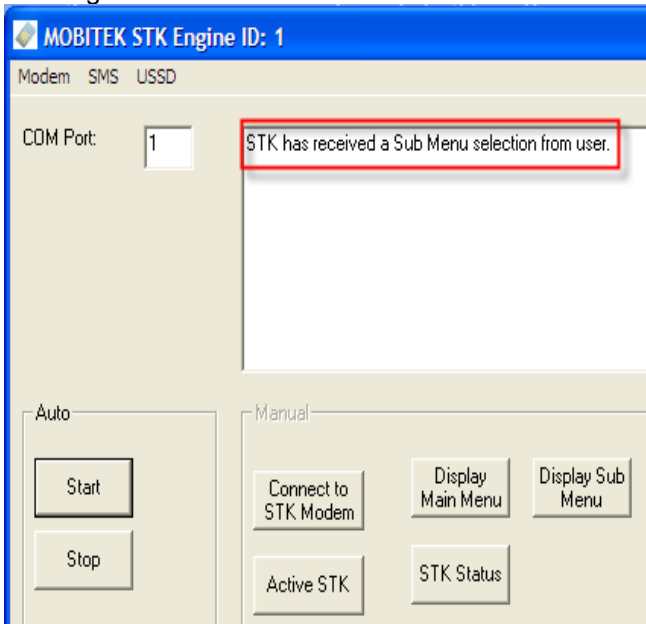 MOBITEK STK Engine ID: 1
Modem SMS USSD
COM Port: 1
STK has received a Sub Menu selection from user.
Auto
Manual
Start
Connect to
STK Modem
Display
Main Menu
Display Sub
Menu
Stop
Active STK
STK Status